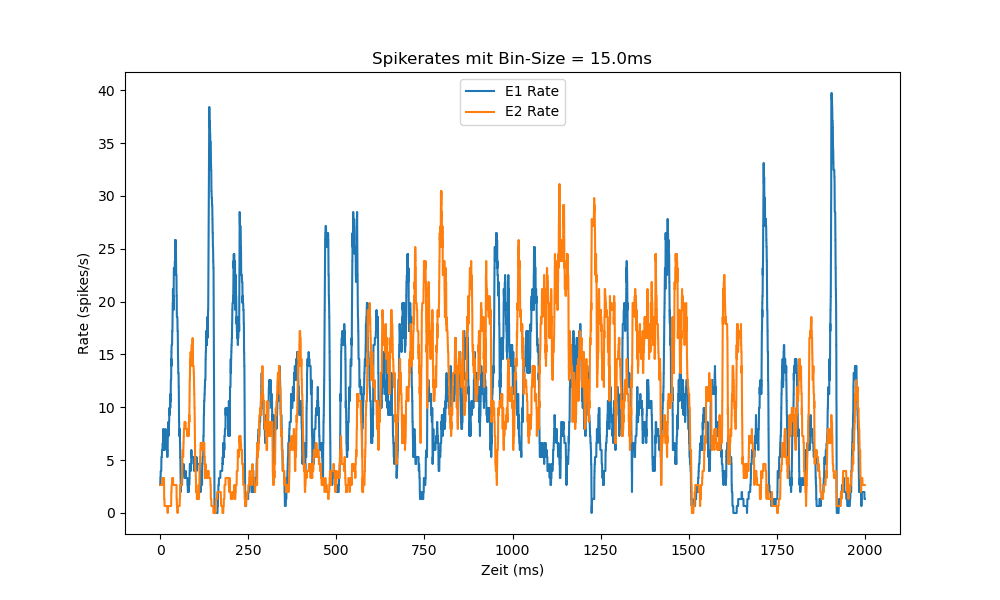 Spikerates mit Bin-Size = 15.0ms
E1 Rate
E2 Rate
Rate (spikes/s)
40
35
30
25
20
15
10
5
0
0 250 500 750 1000 1250 1500 1750 2000
Zeit (ms)